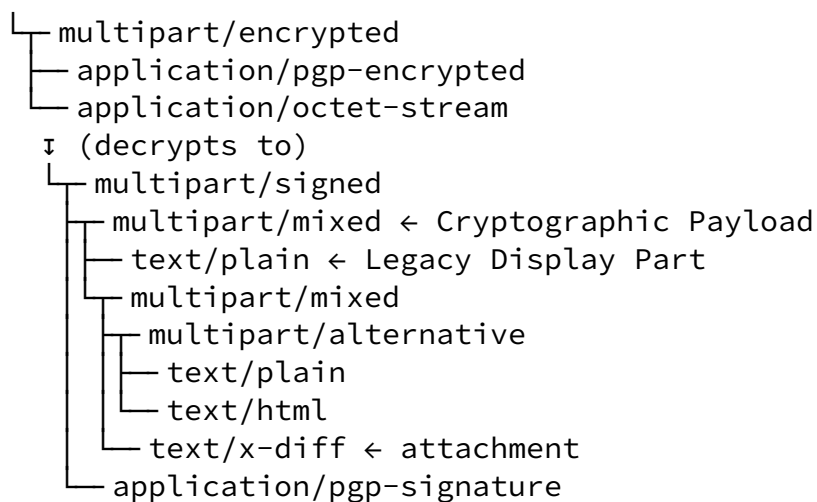 └┬╴multipart/encrypted
 ├─╴application/pgp-encrypted
 └─╴application/octet-stream
  ↧ (decrypts to)
  └┬╴multipart/signed
   ├┬╴multipart/mixed ← Cryptographic Payload
   │├─╴text/plain ← Legacy Display Part
   │└┬╴multipart/mixed
   │ ├┬╴multipart/alternative
   │ │├─╴text/plain
   │ │└─╴text/html
   │ └─╴text/x-diff ← attachment
   └─╴application/pgp-signature